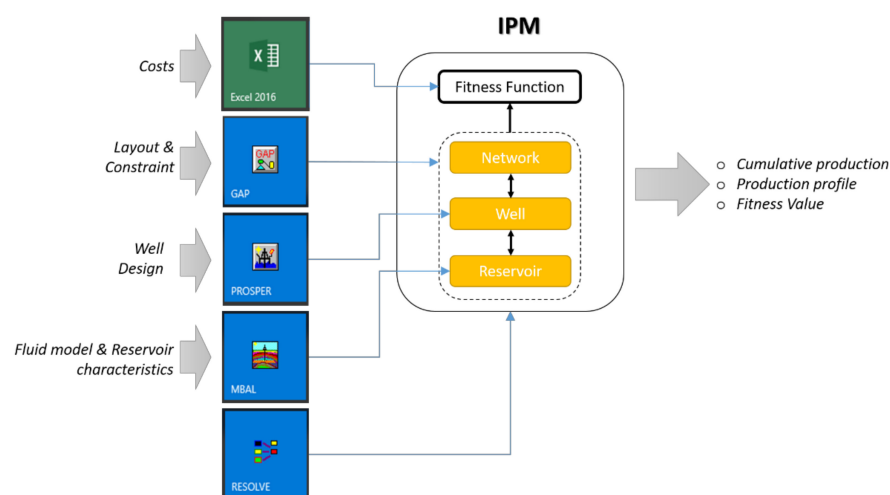 IPM
Costs
Excel 2016
Fitness Function
Layout &
Constraint
GAP
GAP
Network
Cumulative production
Production profile
Fitness Value
Well
Design
PROSPER
Well
Reservoir
Fluid model & Reservoir
characteristics
MBAL
RESOLVE